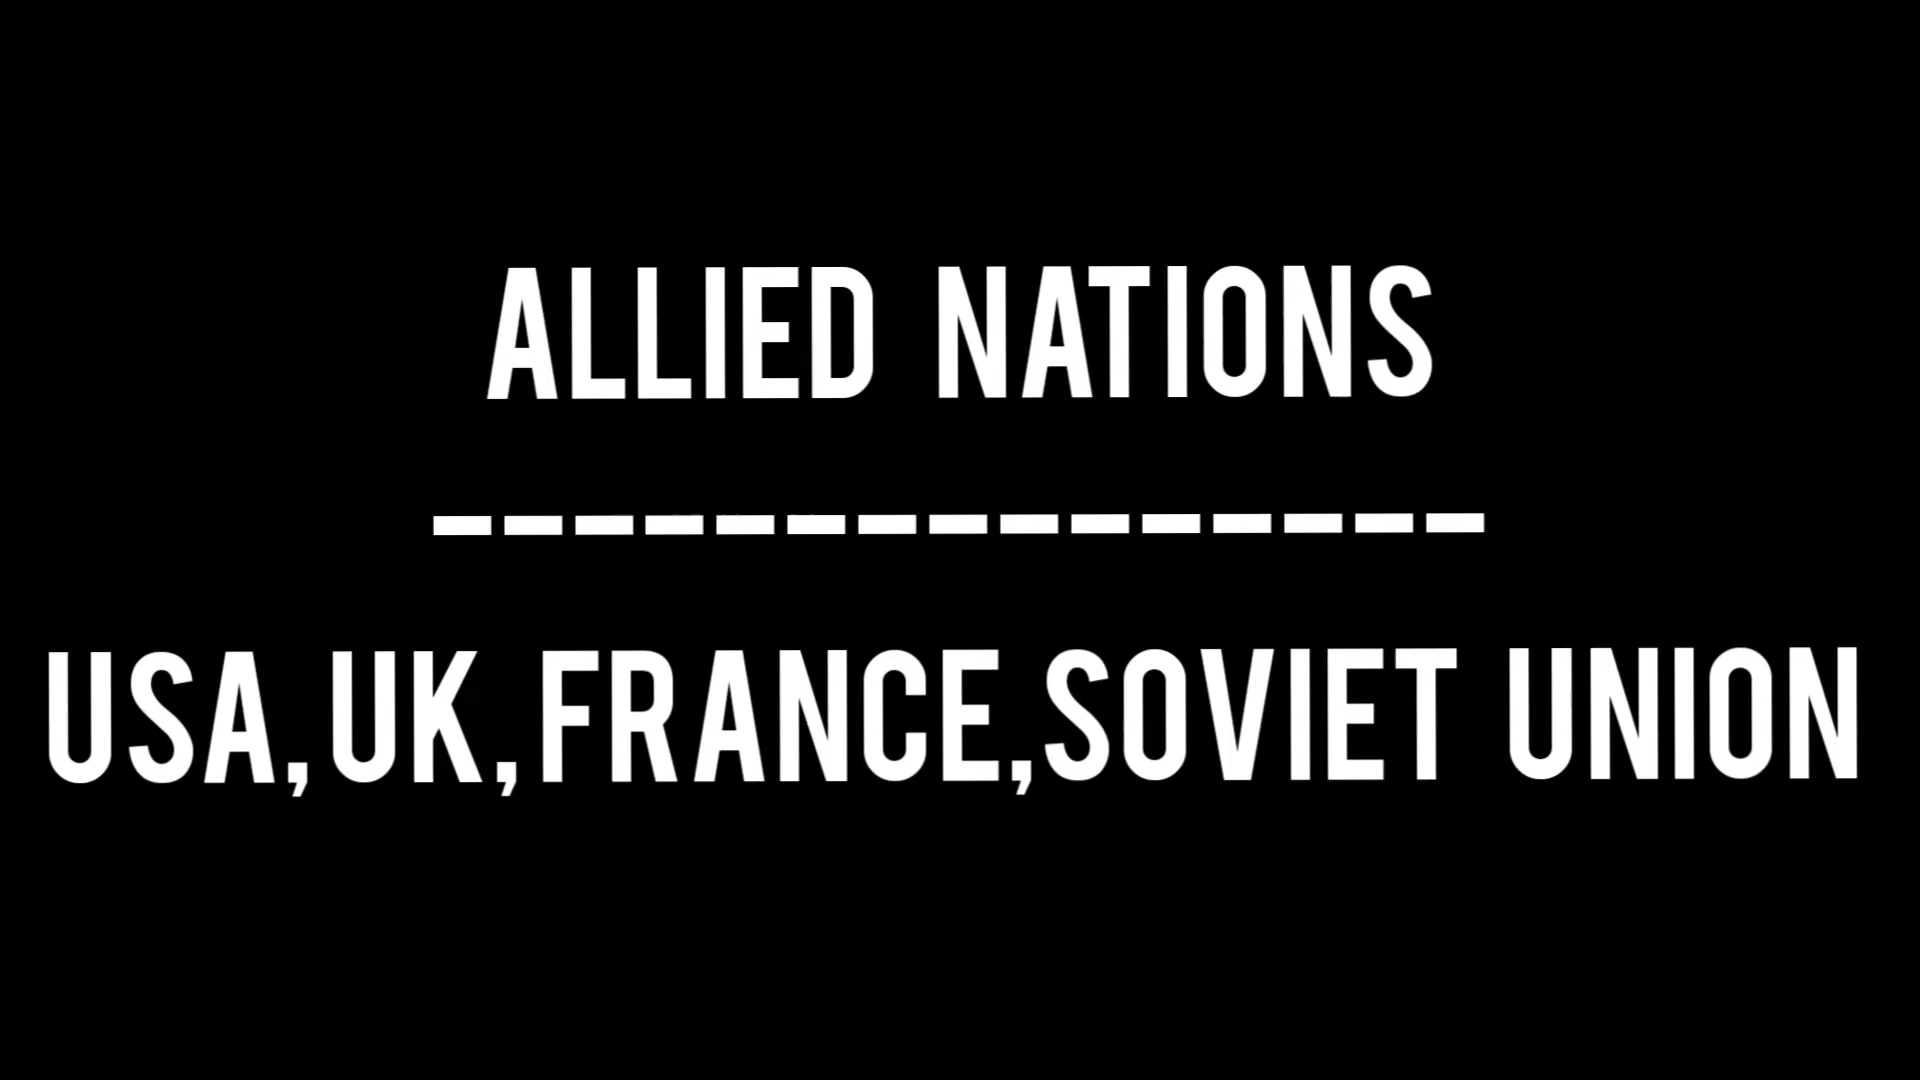 ALLIED NATIONS
---------------
USA,UK,FRANCE,SOVIET UNION